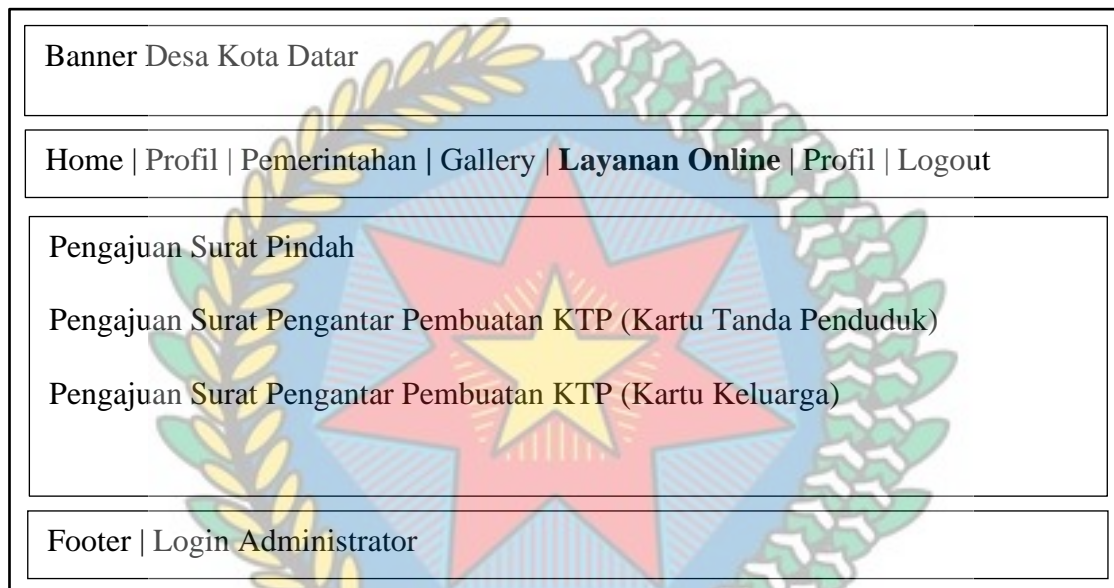 Banner Desa Kota Datar
Home | Profil | Pemerintahan | Gallery | Layanan Online | Profil | Logout
Pengajuan Surat Pindah
Pengajuan Surat Pengantar Pembuatan KTP (Kartu Tanda Penduduk)
Pengajuan Surat Pengantar Pembuatan KTP (Kartu Keluarga)
Footer | Login Administrator